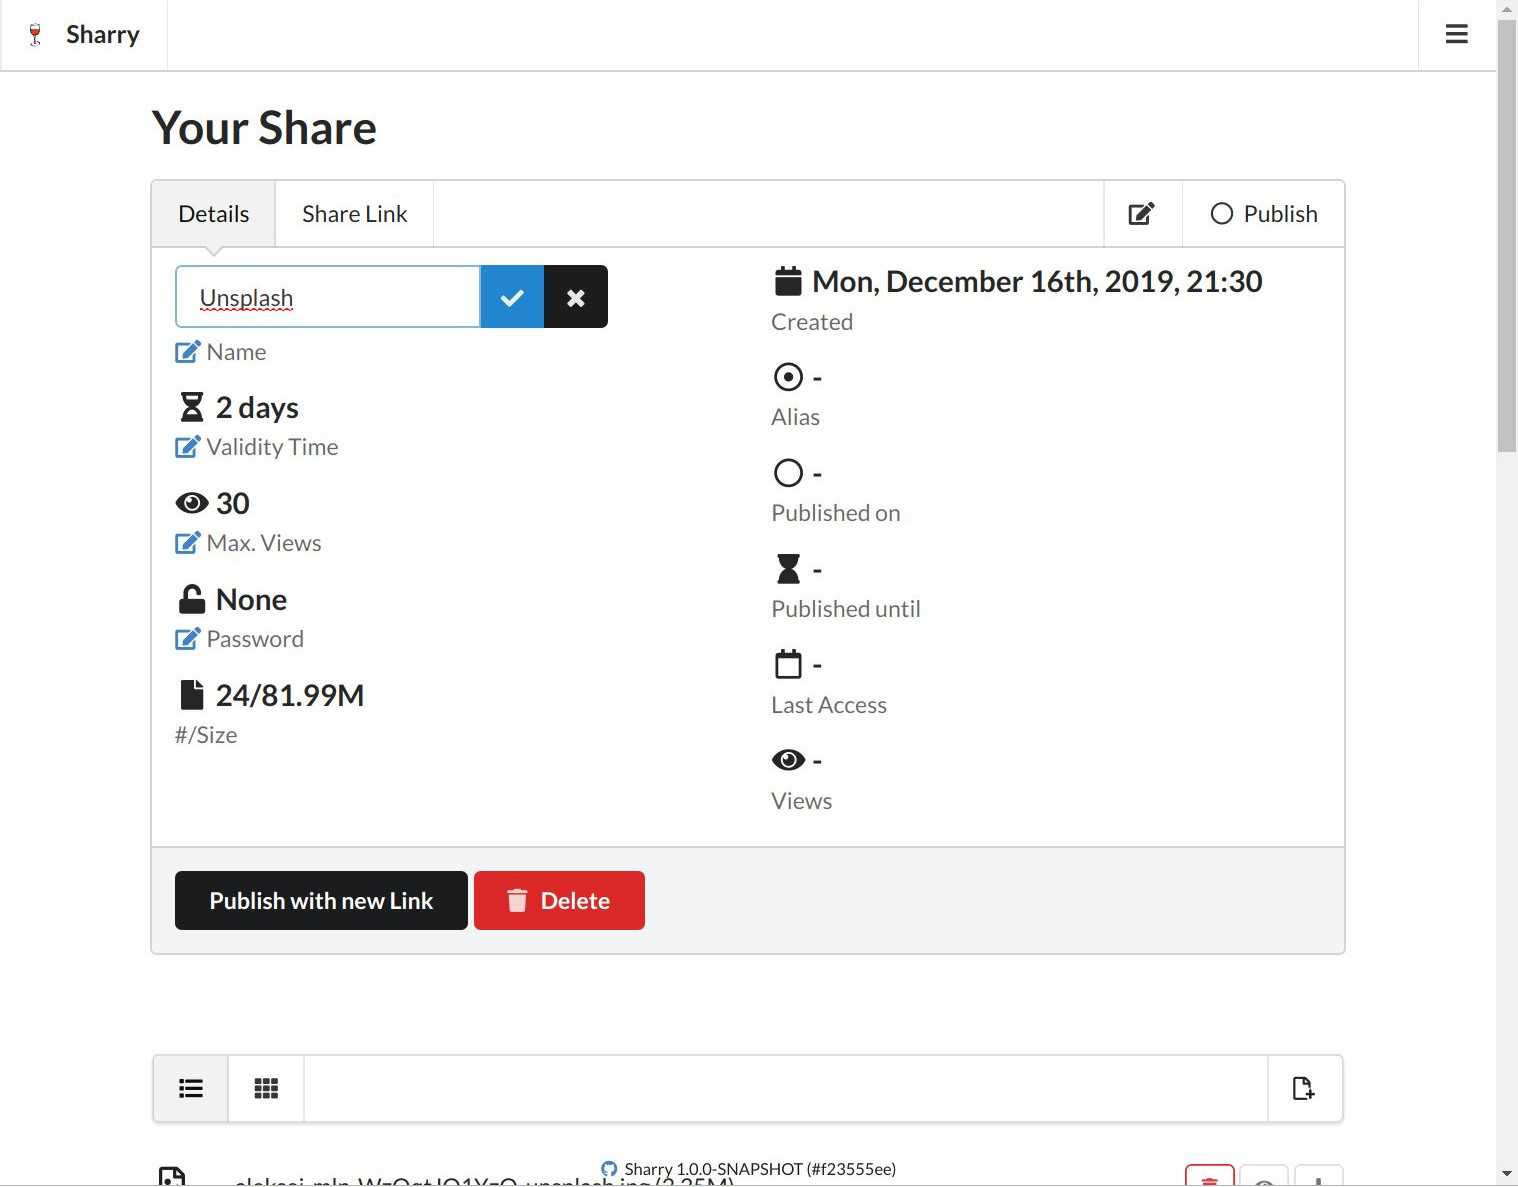 Sharry
Your Share
Details
Share Link
Publish
Unsplash
Name
2 days
Validity Time
30
Max. Views
None
Password
24/81.99M
#/Size
Mon, December 16th, 2019, 21:30
Created
-
Alias
-
Published on
-
Published until
-
Last Access
-
Views
Publish with new Link
Delete
Sharry 1.0.0-SNAPSHOT (#f23555ee)